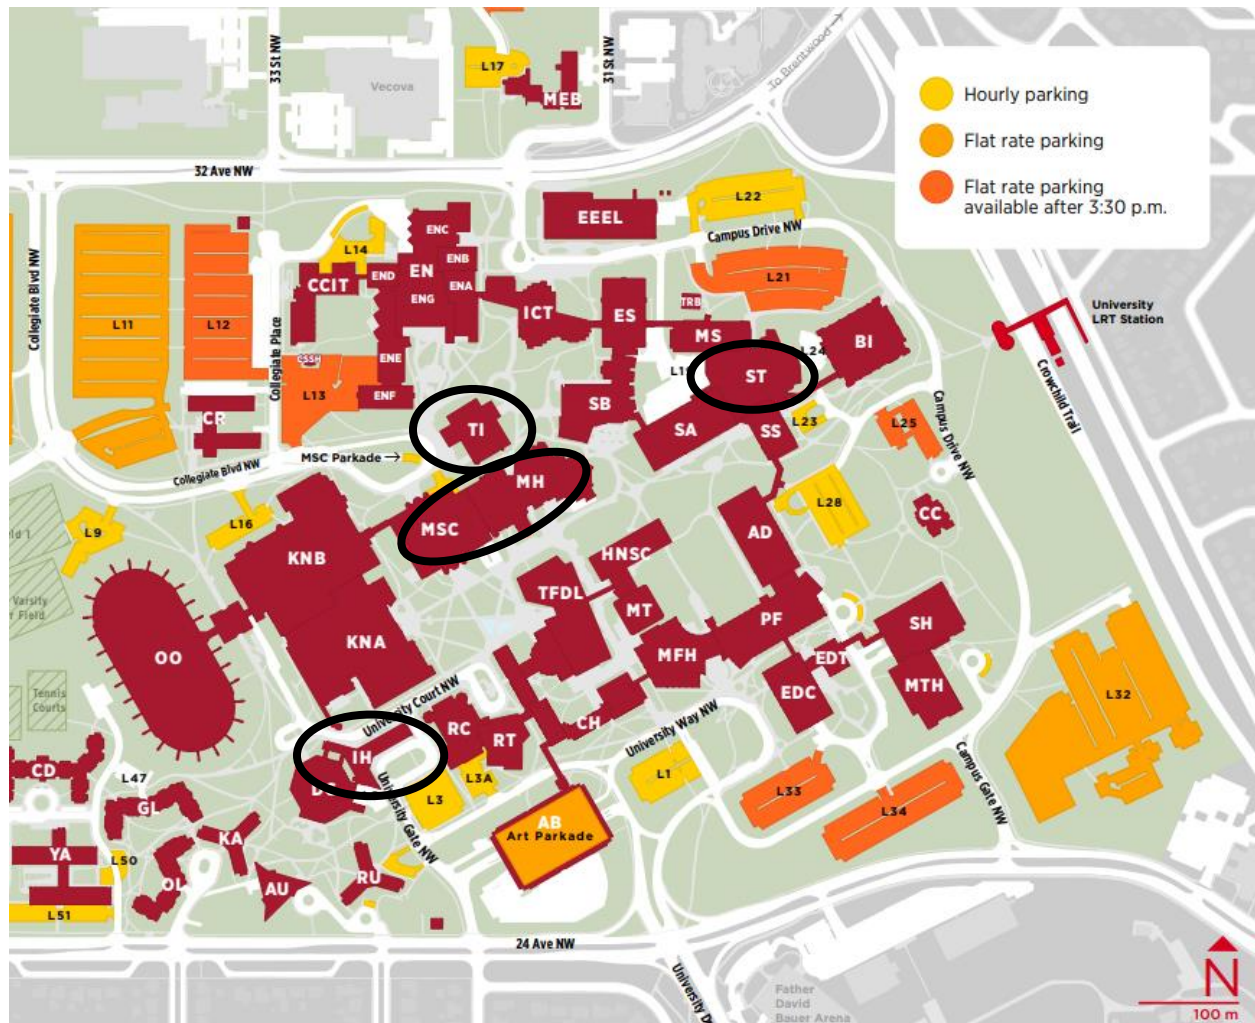 33 St NW
31 St NW
To Brentwood →
L17
MEB
Vecova
Hourly parking
Flat rate parking
Flat rate parking
available after 3:30 p.m.
32 Ave NW
L22
EEEL
ENC
Campus Drive NW
L14
ENB
END
EN
CCIT
ENA
ENG
L21
Collegiate Blvd NW
L11
L12
Collegiate Place
ICT
ES
TRB
MS
BI
L24
University
LRT Station
CSSH
ENE
L13
ENF
ST
Crowchild Trail
CR
TI
SB
SA
SS
L23
L25
Campus Drive NW
MSC Parkade →
Collegiate Blvd NW
MH
L9
L16
MSC
L28
CC
KNB
AD
HNSC
TFDL
MT
Varsity
PF
SH
KNA
OO
MFH
EDT
MTH
EDC
L32
Tennis
Courts
University Court NW
RC
RT
CH
University Way NW
IH
CD
L47
L3A
L1
L33
L34
Campus Gate NW
GL
L3
University Gate NW
AB
Art Parkade
KA
YA
L50
OL
AU
RU
L51
24 Ave NW
Father
David
Bauer Arena
N
100 m